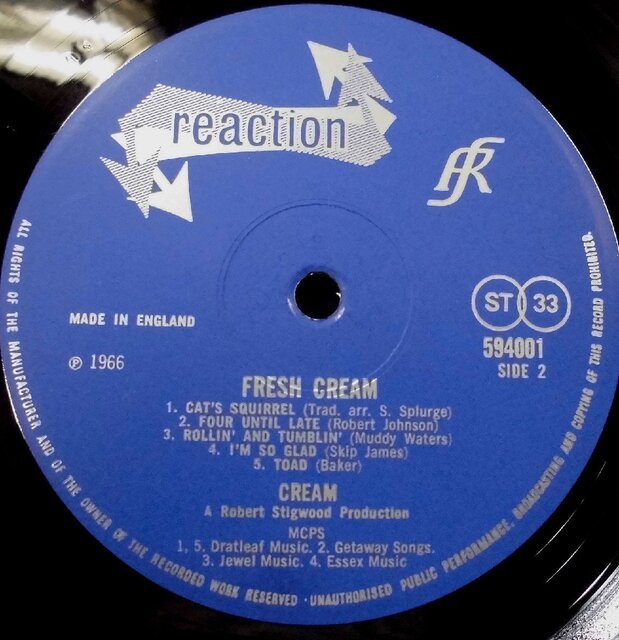 reaction
ST 33
594001
SIDE 2
MADE IN ENGLAND
℗ 1966
FRESH CREAM
1. CAT'S SQUIRREL (Trad. arr. S. Splurge)
2. FOUR UNTIL LATE (Robert Johnson)
3. ROLLIN' AND TUMBLIN' (Muddy Waters)
4. I'M SO GLAD (Skip James)
5. TOAD (Baker)
CREAM
A Robert Stigwood Production
MCPS
1, 5. Dratleaf Music. 2. Getaway Songs.
3. Jewel Music. 4. Essex Music
ALL RIGHTS OF THE MANUFACTURER AND OF THE OWNER OF THE RECORDED WORK RESERVED · UNAUTHORISED PUBLIC PERFORMANCE, BROADCASTING AND COPYING OF THIS RECORD PROHIBITED.